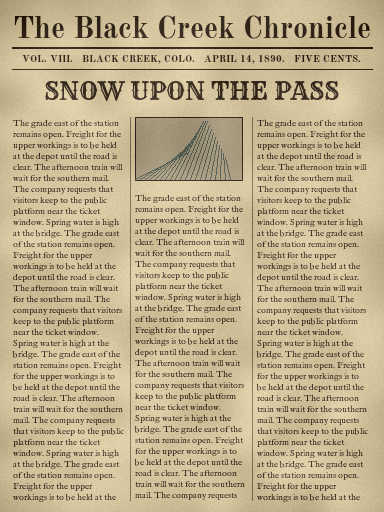 The Black Creek Chronicle
VOL. VIII. BLACK CREEK, COLO. APRIL 14, 1890. FIVE CENTS.
SNOW UPON THE PASS
The grade east of the station
remains open. Freight for the
upper workings is to be held
at the depot until the road is
clear. The afternoon train will
wait for the southern mail.
The company requests that
visitors keep to the public
platform near the ticket
window. Spring water is high
at the bridge. The grade east
of the station remains open.
Freight for the upper
workings is to be held at the
depot until the road is clear.
The afternoon train will wait
for the southern mail. The
company requests that visitors
keep to the public platform
near the ticket window.
Spring water is high at the
bridge. The grade east of the
station remains open. Freight
for the upper workings is to
be held at the depot until the
road is clear. The afternoon
train will wait for the southern
mail. The company requests
that visitors keep to the public
platform near the ticket
window. Spring water is high
at the bridge. The grade east
of the station remains open.
Freight for the upper
workings is to be held at the
The grade east of the station
remains open. Freight for the
upper workings is to be held
at the depot until the road is
clear. The afternoon train will
wait for the southern mail.
The company requests that
visitors keep to the public
platform near the ticket
window. Spring water is high
at the bridge. The grade east
of the station remains open.
Freight for the upper
workings is to be held at the
depot until the road is clear.
The afternoon train will wait
for the southern mail. The
company requests that visitors
keep to the public platform
near the ticket window.
Spring water is high at the
bridge. The grade east of the
station remains open. Freight
for the upper workings is to
be held at the depot until the
road is clear. The afternoon
train will wait for the southern
mail. The company requests
The grade east of the station
remains open. Freight for the
upper workings is to be held
at the depot until the road is
clear. The afternoon train will
wait for the southern mail.
The company requests that
visitors keep to the public
platform near the ticket
window. Spring water is high
at the bridge. The grade east
of the station remains open.
Freight for the upper
workings is to be held at the
depot until the road is clear.
The afternoon train will wait
for the southern mail. The
company requests that visitors
keep to the public platform
near the ticket window.
Spring water is high at the
bridge. The grade east of the
station remains open. Freight
for the upper workings is to
be held at the depot until the
road is clear. The afternoon
train will wait for the southern
mail. The company requests
that visitors keep to the public
platform near the ticket
window. Spring water is high
at the bridge. The grade east
of the station remains open.
Freight for the upper
workings is to be held at the